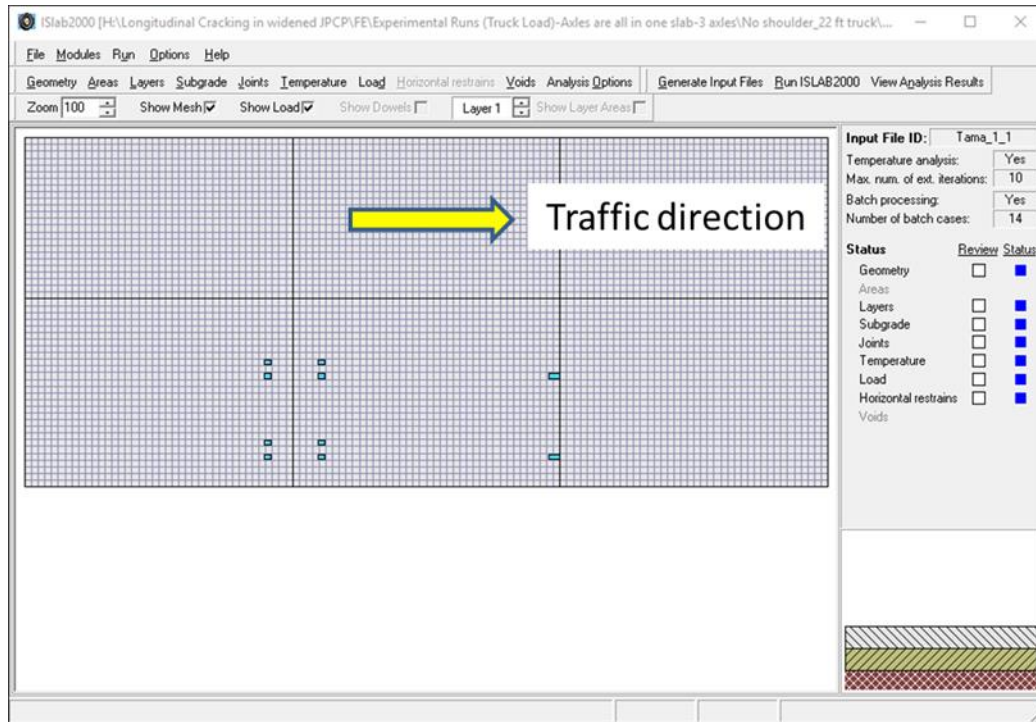 ISlab2000 [H:\Longitudinal Cracking in widened JPCP\FE\Experimental Runs (Truck Load)-Axles are all in one slab-3 axles\No shoulder_22 ft truck\...
File Modules Run Options Help
Geometry Areas Layers Subgrade Joints Temperature Load Horizontal restrains Voids Analysis Options Generate Input Files Run ISLAB2000 View Analysis Results
Zoom 100 Show Mesh Show Load Show Dowels Layer 1 Show Layer Areas
Traffic direction
Input File ID: Tama_1_1
Temperature analysis: Yes
Max. num. of ext. iterations: 10
Batch processing: Yes
Number of batch cases: 14
Status Review Status
Geometry
Areas
Layers
Subgrade
Joints
Temperature
Load
Horizontal restrains
Voids